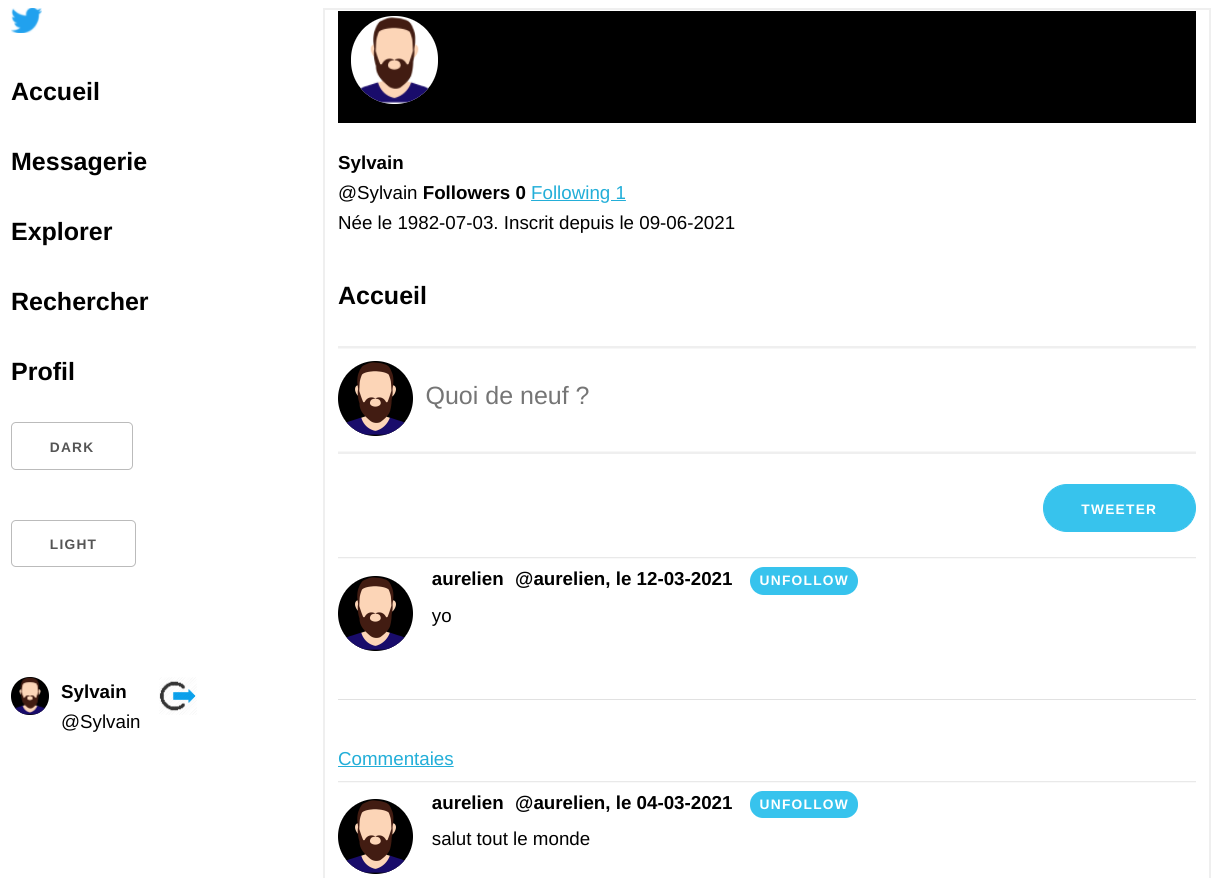 Accueil
Messagerie
Explorer
Rechercher
Profil
DARK
LIGHT
Sylvain
@Sylvain
Sylvain
@Sylvain Followers 0 Following 1
Née le 1982-07-03. Inscrit depuis le 09-06-2021
Accueil
Quoi de neuf ?
TWEETER
aurelien @aurelien, le 12-03-2021 UNFOLLOW
yo
Commentaies
aurelien @aurelien, le 04-03-2021 UNFOLLOW
salut tout le monde